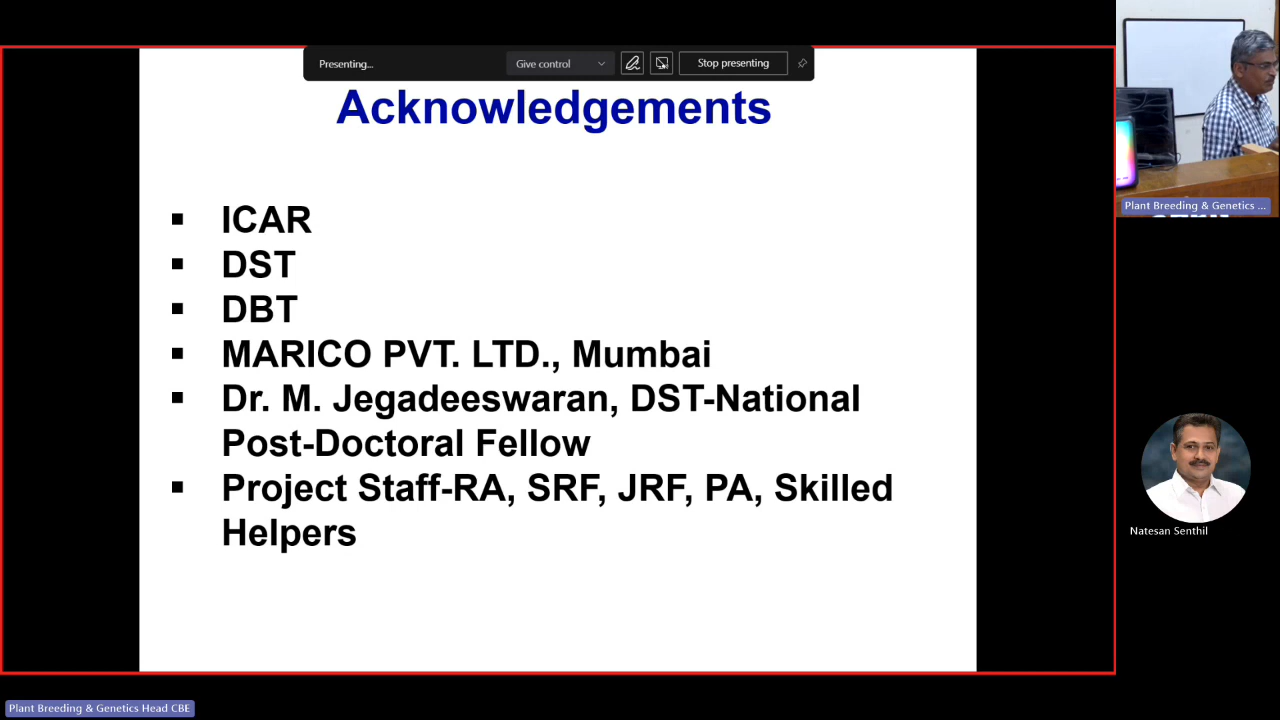 Presenting...
Give control
Stop presenting
Acknowledgements
▪ ICAR
▪ DST
▪ DBT
▪ MARICO PVT. LTD., Mumbai
▪ Dr. M. Jegadeeswaran, DST-National
Post-Doctoral Fellow
▪ Project Staff-RA, SRF, JRF, PA, Skilled
Helpers
Plant Breeding & Genetics ...
Natesan Senthil
Plant Breeding & Genetics Head CBE